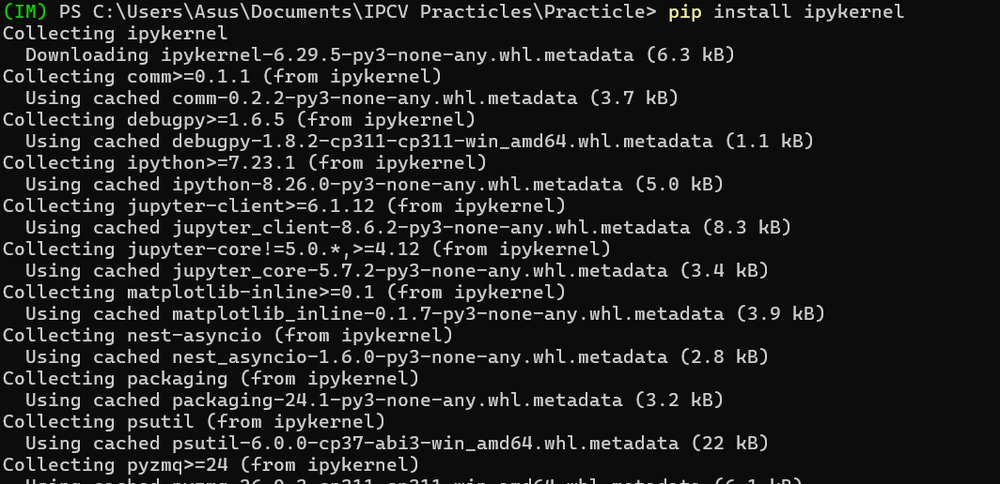 (IM) PS C:\Users\Asus\Documents\IPCV Practicles\Practicle> pip install ipykernel
Collecting ipykernel
  Downloading ipykernel-6.29.5-py3-none-any.whl.metadata (6.3 kB)
Collecting comm>=0.1.1 (from ipykernel)
  Using cached comm-0.2.2-py3-none-any.whl.metadata (3.7 kB)
Collecting debugpy>=1.6.5 (from ipykernel)
  Using cached debugpy-1.8.2-cp311-cp311-win_amd64.whl.metadata (1.1 kB)
Collecting ipython>=7.23.1 (from ipykernel)
  Using cached ipython-8.26.0-py3-none-any.whl.metadata (5.0 kB)
Collecting jupyter-client>=6.1.12 (from ipykernel)
  Using cached jupyter_client-8.6.2-py3-none-any.whl.metadata (8.3 kB)
Collecting jupyter-core!=5.0.*,>=4.12 (from ipykernel)
  Using cached jupyter_core-5.7.2-py3-none-any.whl.metadata (3.4 kB)
Collecting matplotlib-inline>=0.1 (from ipykernel)
  Using cached matplotlib_inline-0.1.7-py3-none-any.whl.metadata (3.9 kB)
Collecting nest-asyncio (from ipykernel)
  Using cached nest_asyncio-1.6.0-py3-none-any.whl.metadata (2.8 kB)
Collecting packaging (from ipykernel)
  Using cached packaging-24.1-py3-none-any.whl.metadata (3.2 kB)
Collecting psutil (from ipykernel)
  Using cached psutil-6.0.0-cp37-abi3-win_amd64.whl.metadata (22 kB)
Collecting pyzmq>=24 (from ipykernel)